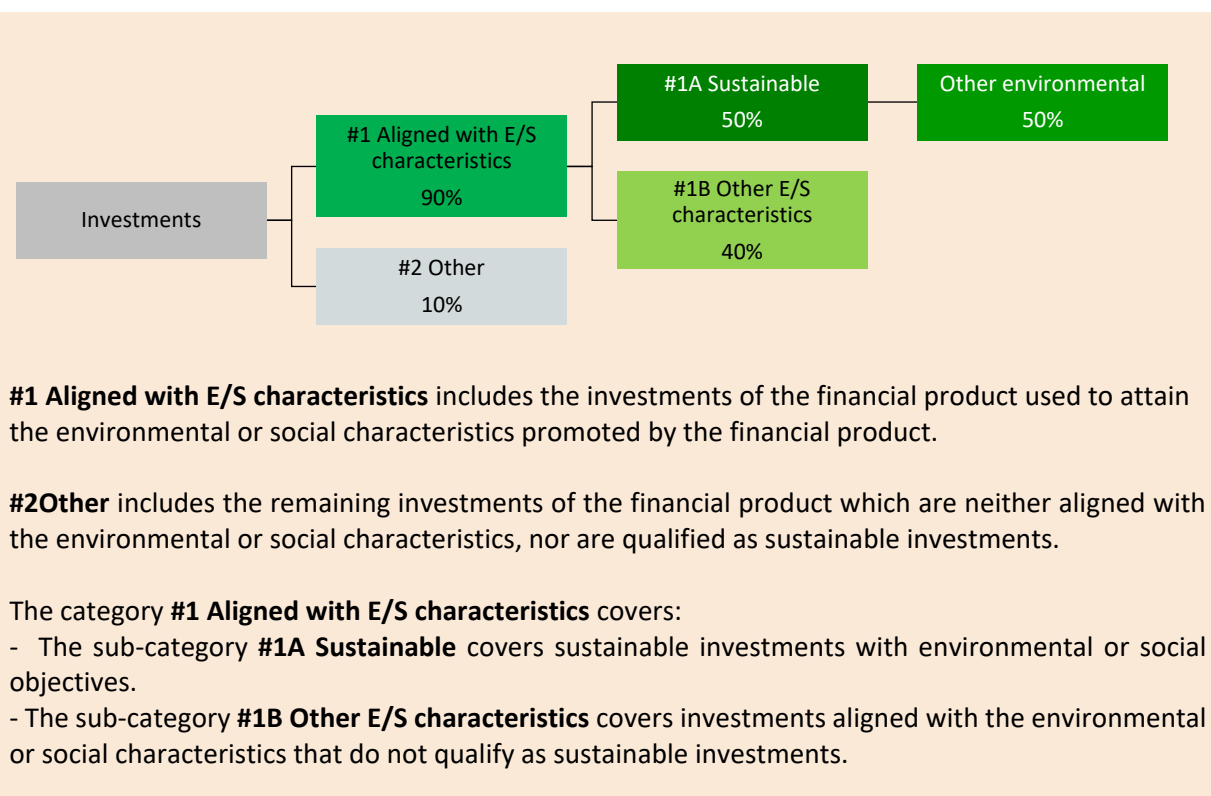 #1A Sustainable
50%
Other environmental
50%
#1 Aligned with E/S
characteristics
90%
#1B Other E/S
characteristics
40%
Investments
#2 Other
10%
#1 Aligned with E/S characteristics includes the investments of the financial product used to attain
the environmental or social characteristics promoted by the financial product.
#2Other includes the remaining investments of the financial product which are neither aligned with
the environmental or social characteristics, nor are qualified as sustainable investments.
The category #1 Aligned with E/S characteristics covers:
- The sub-category #1A Sustainable covers sustainable investments with environmental or social
objectives.
- The sub-category #1B Other E/S characteristics covers investments aligned with the environmental
or social characteristics that do not qualify as sustainable investments.